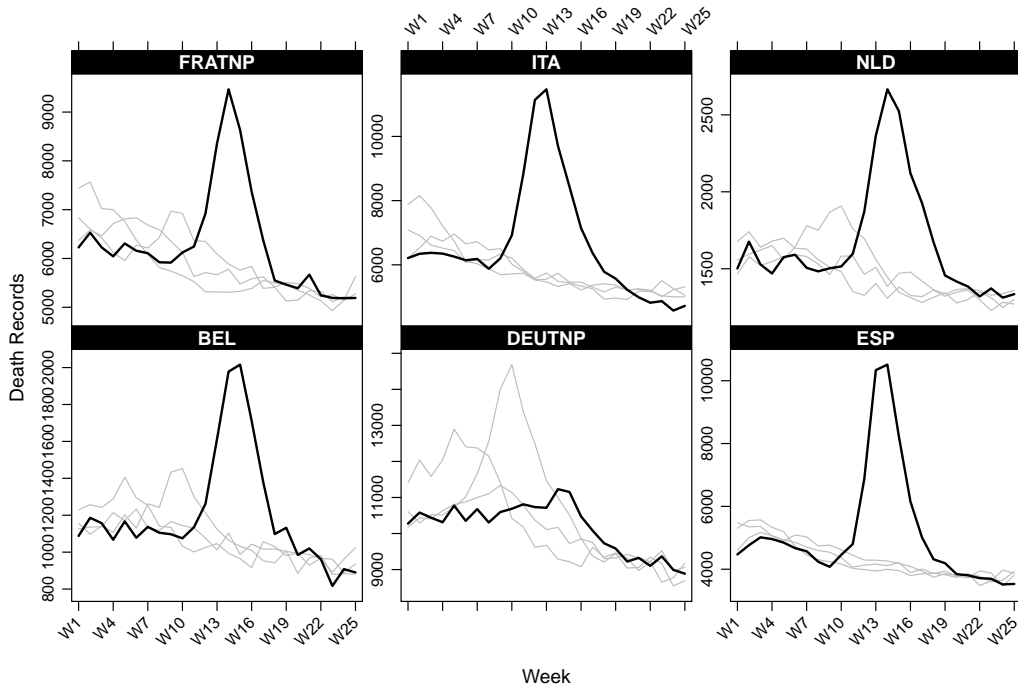 W1 W4 W7 W10 W13 W16 W19 W22 W25
FRATNP ITA NLD
5000 6000 7000 8000 9000
6000 8000 10000
1500 2000 2500
Death Records
BEL DEUTNP ESP
800 1000 1200 1400 1600 1800 2000
9000 11000 13000
4000 6000 8000 10000
W1 W4 W7 W10 W13 W16 W19 W22 W25
W1 W4 W7 W10 W13 W16 W19 W22 W25
Week